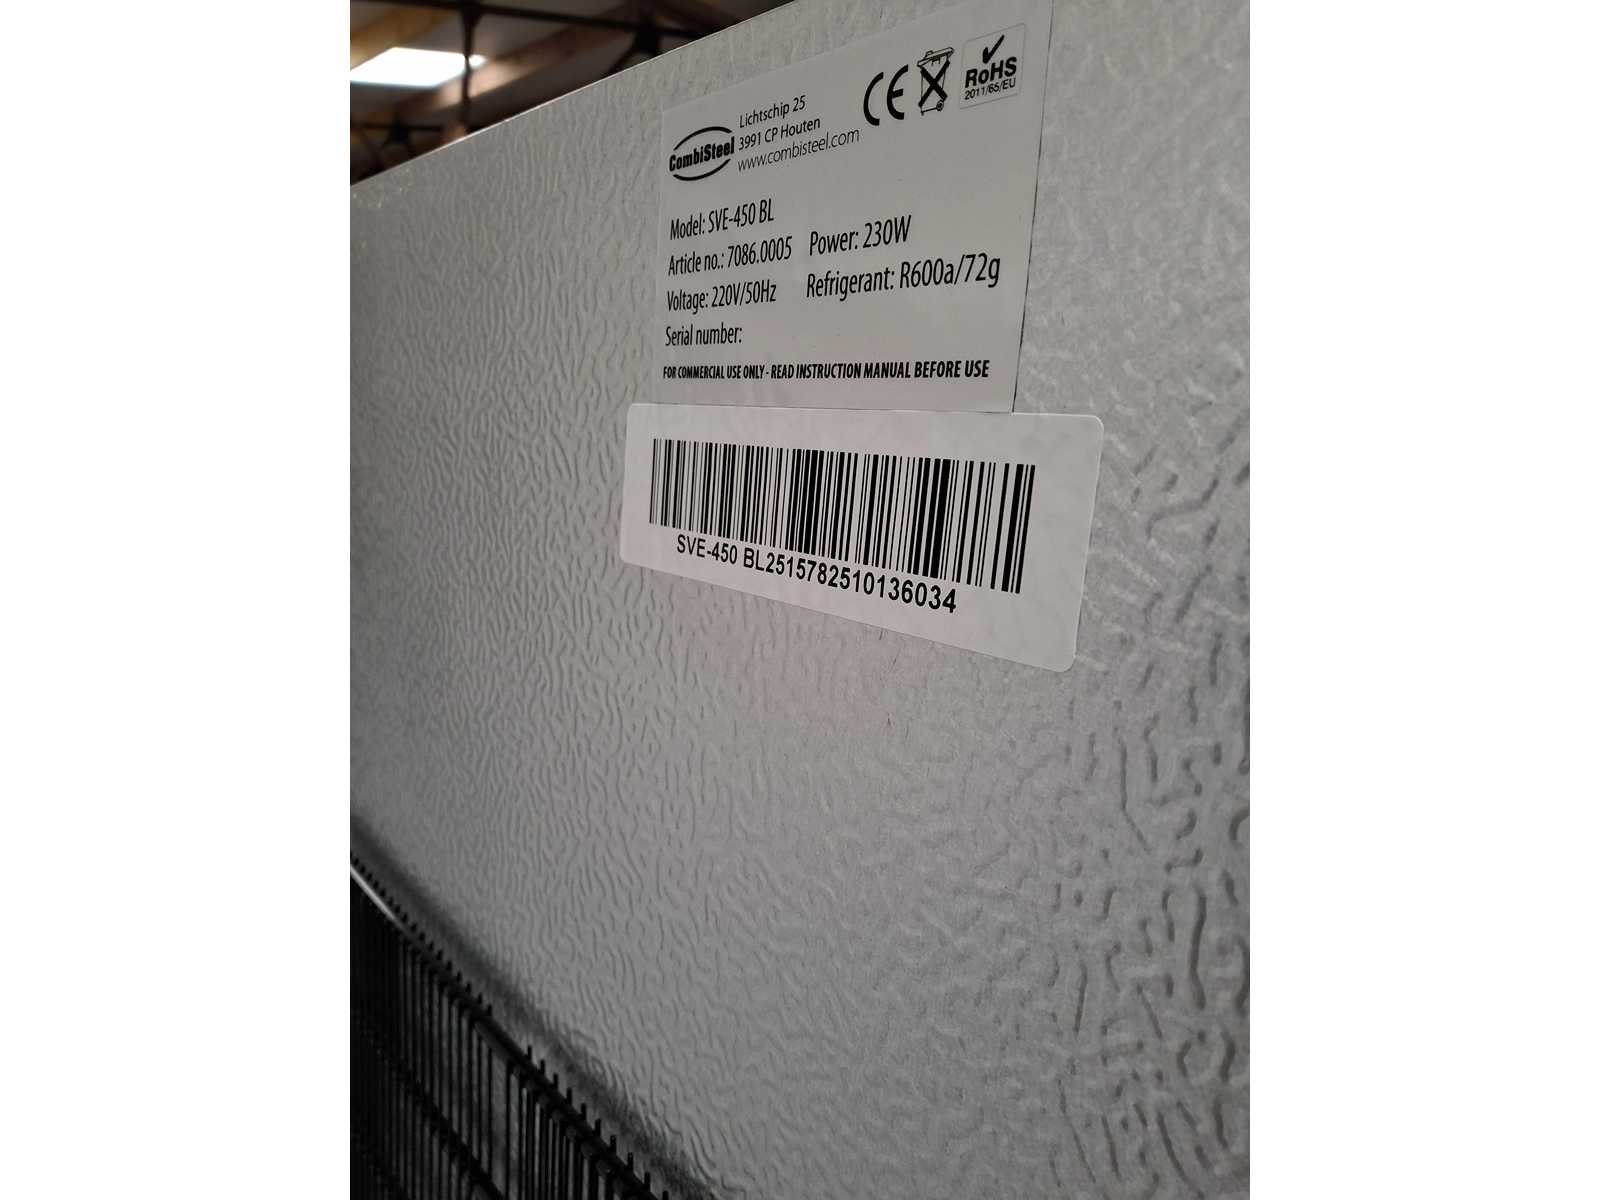 CombiSteel
Lichtschip 25
3991 CP Houten
www.combisteel.com
CE
RoHS
2011/65/EU
Model: SVE-450 BL
Article no.: 7086.0005
Power: 230W
Voltage: 220V/50Hz
Refrigerant: R600a/72g
Serial number:
FOR COMMERCIAL USE ONLY - READ INSTRUCTION MANUAL BEFORE USE
SVE-450 BL2515782510136034